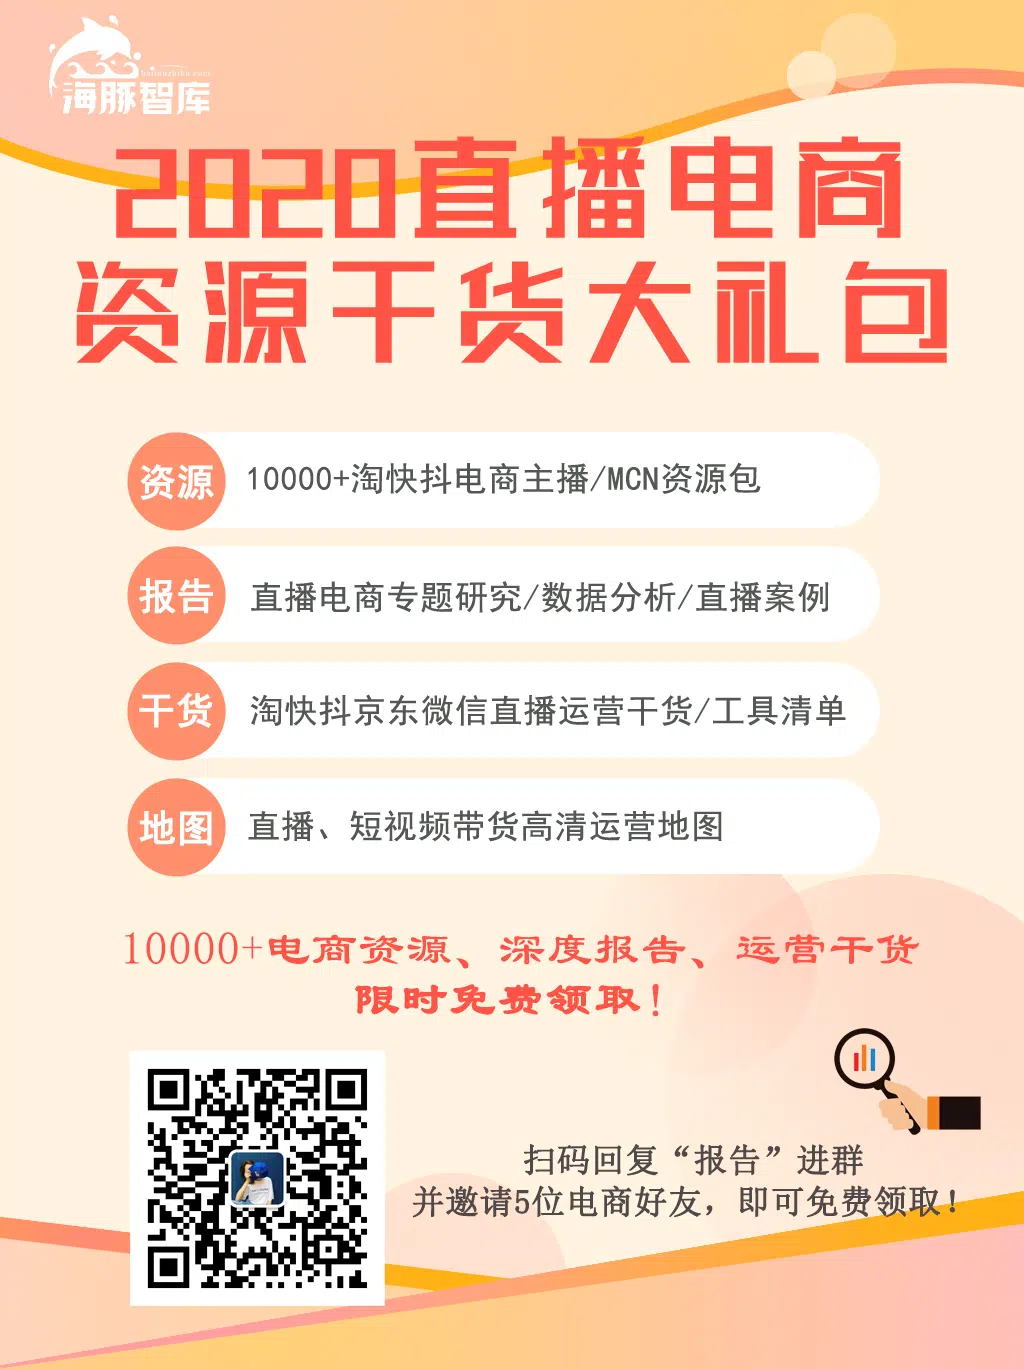 海豚智库
2020直播电商
资源干货大礼包
资源 10000+淘快抖电商主播/MCN资源包
报告 直播电商专题研究/数据分析/直播案例
干货 淘快抖京东微信直播运营干货/工具清单
地图 直播、短视频带货高清运营地图
10000+电商资源、深度报告、运营干货
限时免费领取!
扫码回复“报告”进群
并邀请5位电商好友，即可免费领取!